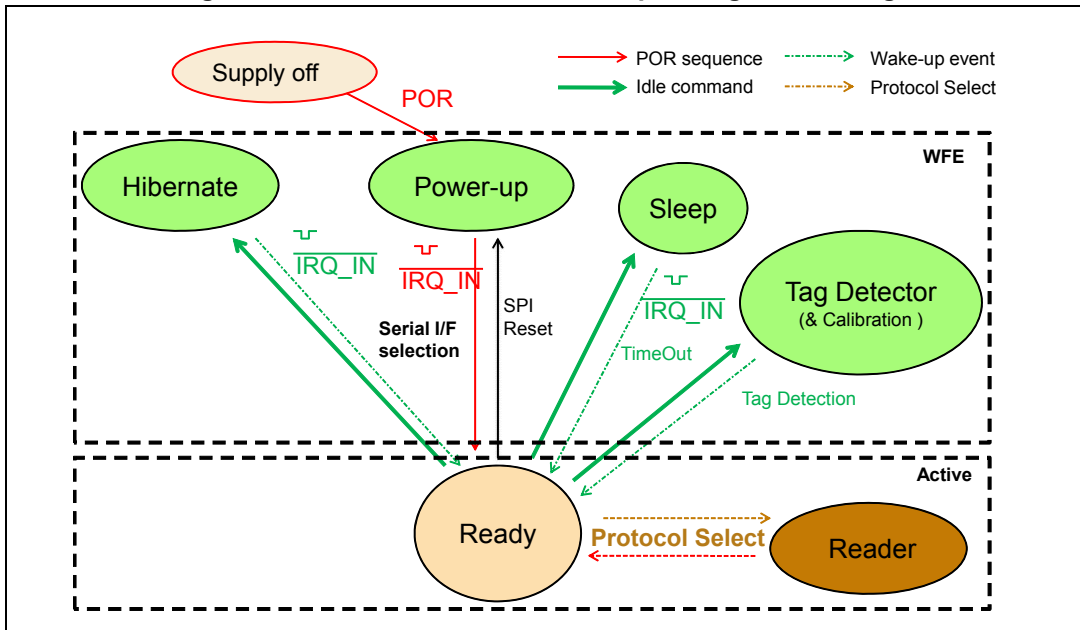 Supply off
POR
POR sequence
Idle command
Wake-up event
Protocol Select
WFE
Hibernate
Power-up
Sleep
Tag Detector
(& Calibration )
IRQ_IN
IRQ_IN
IRQ_IN
Serial I/F
selection
SPI
Reset
TimeOut
Tag Detection
Active
Ready
Protocol Select
Reader